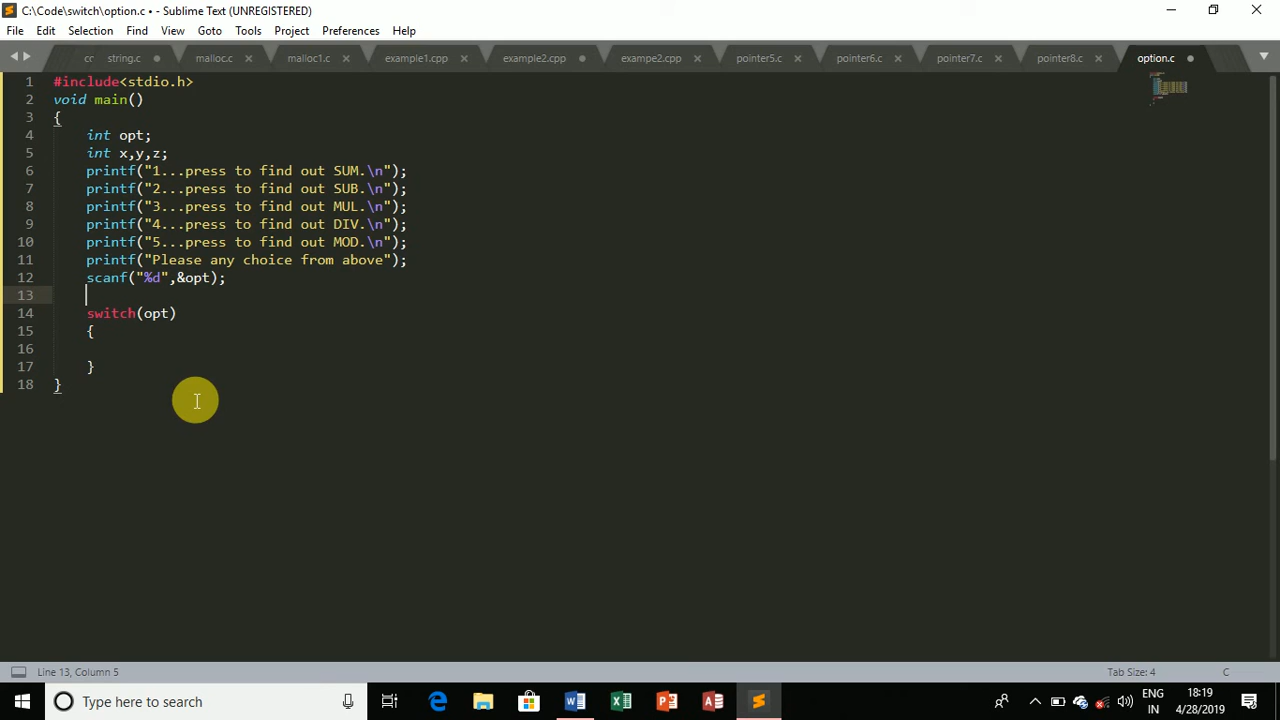 C:\Code\switch\option.c • - Sublime Text (UNREGISTERED)
File Edit Selection Find View Goto Tools Project Preferences Help
string.c malloc.c malloc1.c example1.cpp example2.cpp exampe2.cpp pointer5.c pointer6.c pointer7.c pointer8.c option.c
1 #include<stdio.h>
2 void main()
3 {
4 int opt;
5 int x,y,z;
6 printf("1...press to find out SUM.\n");
7 printf("2...press to find out SUB.\n");
8 printf("3...press to find out MUL.\n");
9 printf("4...press to find out DIV.\n");
10 printf("5...press to find out MOD.\n");
11 printf("Please any choice from above");
12 scanf("%d",&opt);
13
14 switch(opt)
15 {
16
17 }
18 }
Line 13, Column 5 Tab Size: 4 C
Type here to search ENG 18:19
IN 4/28/2019